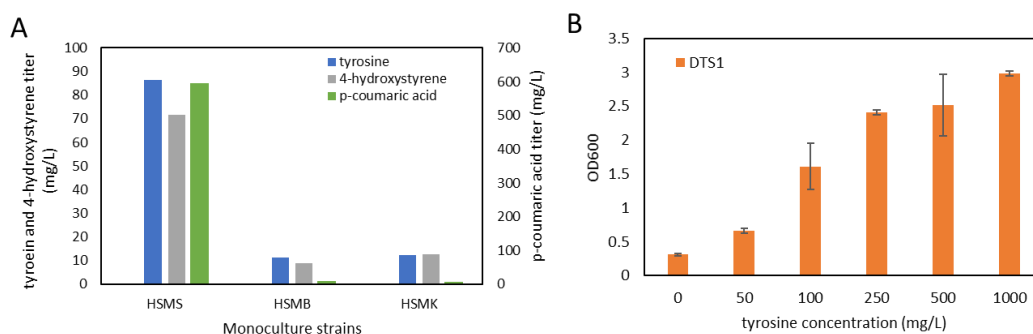 A
tyroein and 4-hydroxystyrene titer
(mg/L)
100
90
80
70
60
50
40
30
20
10
0
tyrosine
4-hydroxystyrene
p-coumaric acid
700
600
500
400
300
200
100
0
p-coumaric acid titer (mg/L)
HSMS HSMB HSMK
Monoculture strains
B
OD600
3.5
3
2.5
2
1.5
1
0.5
0
DTS1
0 50 100 250 500 1000
tyrosine concentration (mg/L)